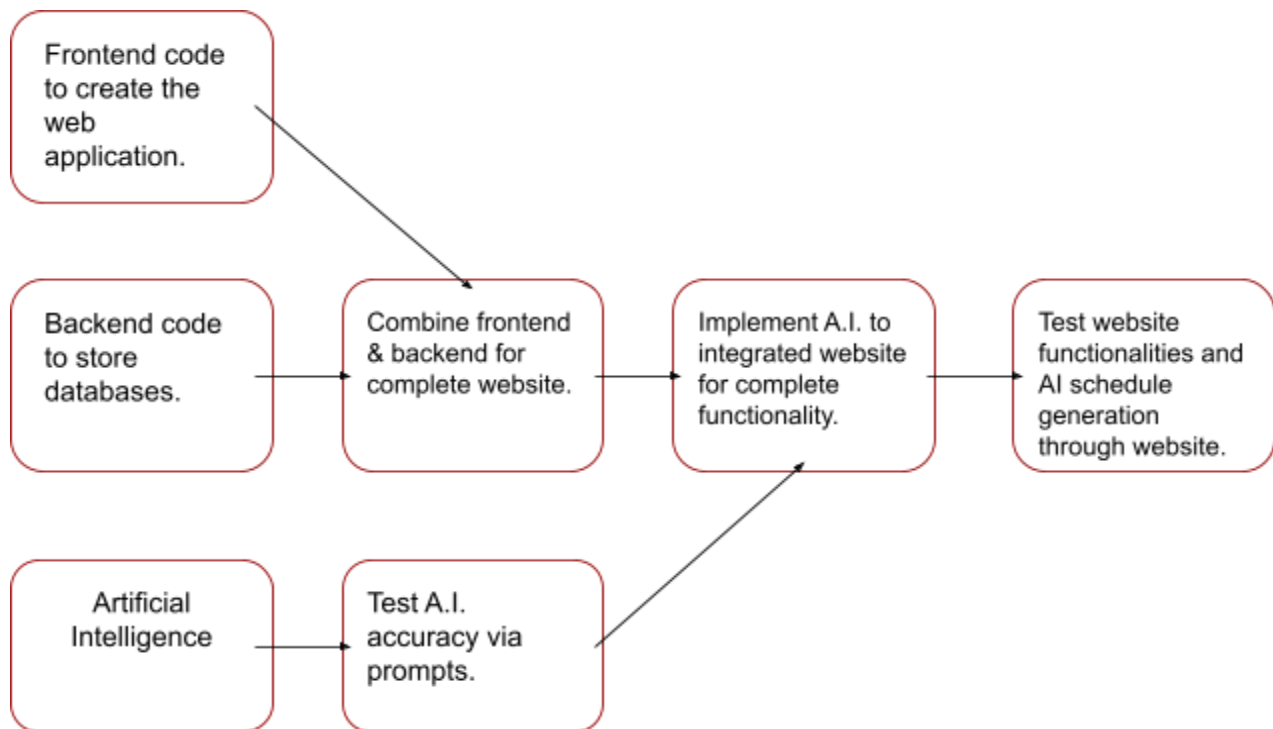 Frontend code
to create the
web
application.
Backend code
to store
databases.
Combine frontend
& backend for
complete website.
Implement A.I. to
integrated website
for complete
functionality.
Test website
functionalities and
AI schedule
generation
through website.
Artificial
Intelligence
Test A.I.
accuracy via
prompts.